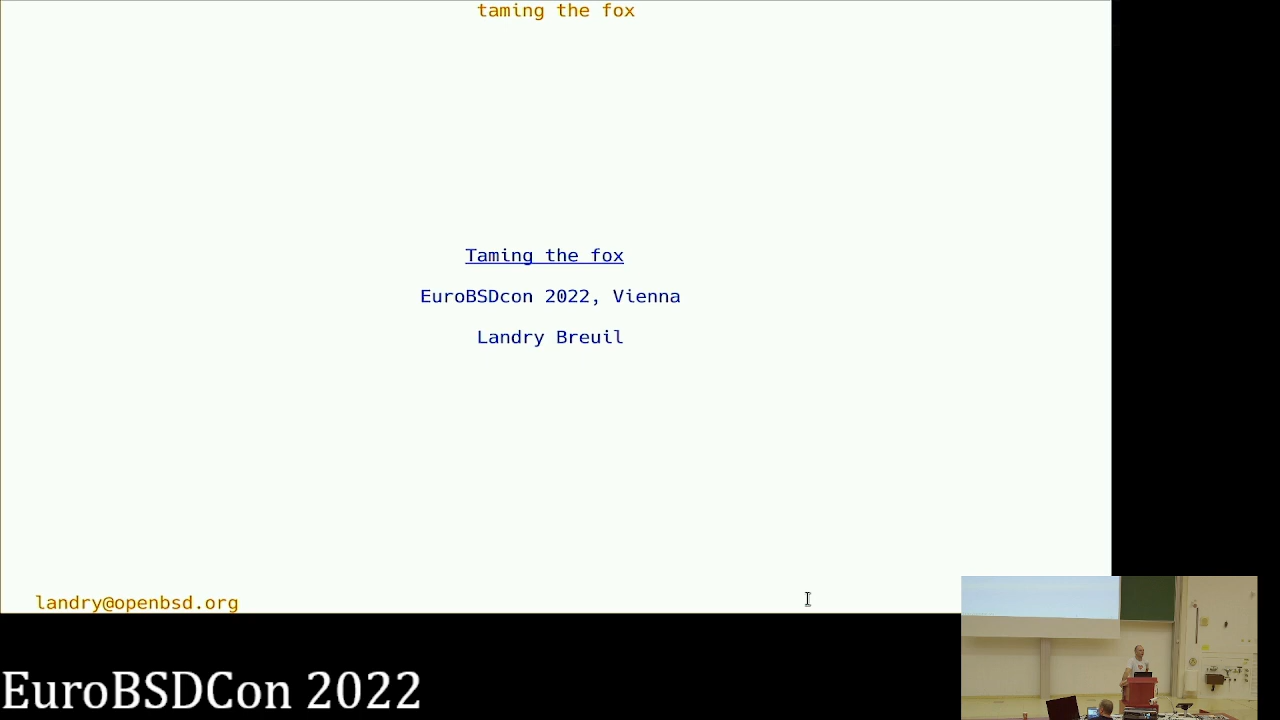 taming the fox
Taming the fox
EuroBSDcon 2022, Vienna
Landry Breuil
landry@openbsd.org
EuroBSDCon 2022